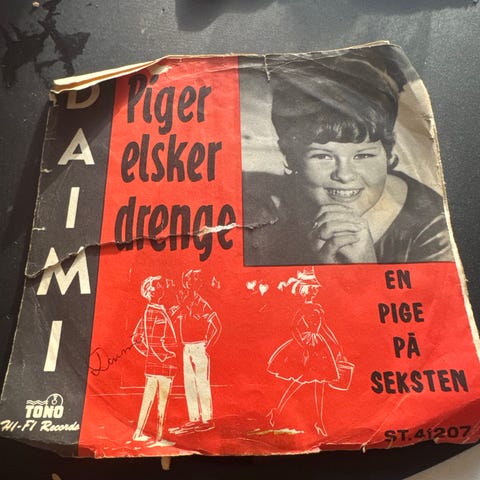 DAIMI
Piger
elsker
drenge
EN
PIGE
PÅ
SEKSTEN
TONO
HI-FI Records
ST. 41207